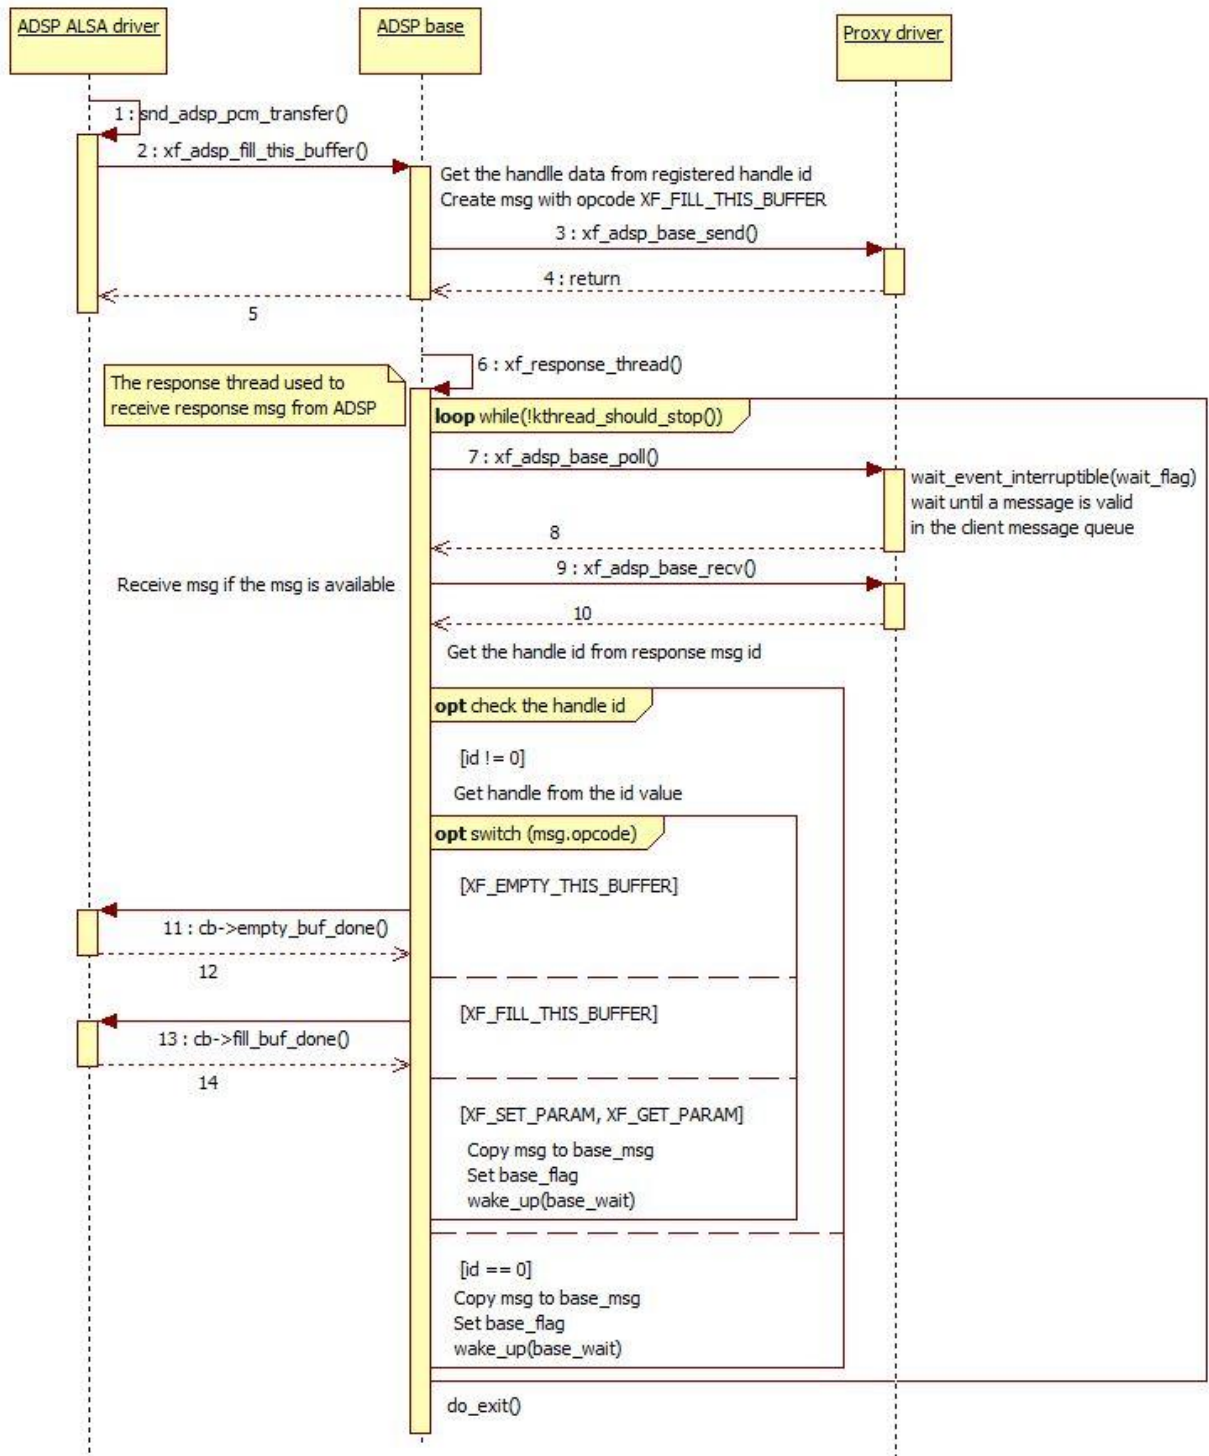 ADSP ALSA driver
ADSP base
Proxy driver
1 : snd_adsp_pcm_transfer()
2 : xf_adsp_fill_this_buffer()
Get the handlle data from registered handle id
Create msg with opcode XF_FILL_THIS_BUFFER
3 : xf_adsp_base_send()
4 : return
5
6 : xf_response_thread()
The response thread used to
receive response msg from ADSP
loop while(!kthread_should_stop())
7 : xf_adsp_base_poll()
wait_event_interruptible(wait_flag)
wait until a message is valid
in the client message queue
8
9 : xf_adsp_base_recv()
Receive msg if the msg is available
10
Get the handle id from response msg id
opt check the handle id
[id != 0]
Get handle from the id value
opt switch (msg.opcode)
[XF_EMPTY_THIS_BUFFER]
11 : cb->empty_buf_done()
12
[XF_FILL_THIS_BUFFER]
13 : cb->fill_buf_done()
14
[XF_SET_PARAM, XF_GET_PARAM]
Copy msg to base_msg
Set base_flag
wake_up(base_wait)
[id == 0]
Copy msg to base_msg
Set base_flag
wake_up(base_wait)
do_exit()